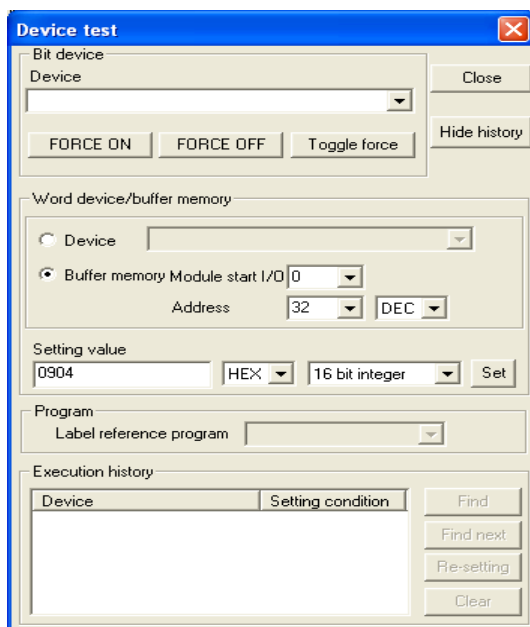 Device test
Bit device
Device
Close
FORCE ON FORCE OFF Toggle force
Hide history
Word device/buffer memory
Device
Buffer memory Module start I/O 0
Address 32 DEC
Setting value
0904 HEX 16 bit integer Set
Program
Label reference program
Execution history
Device Setting condition
Find
Find next
Re-setting
Clear